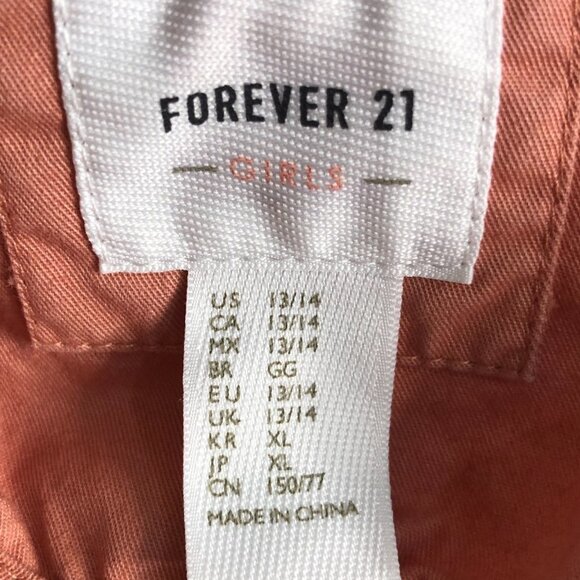 FOREVER 21
GIRLS
US 13/14
CA 13/14
MX 13/14
BR GG
EU 13/14
UK 13/14
KR XL
JP XL
CN 150/77
MADE IN CHINA